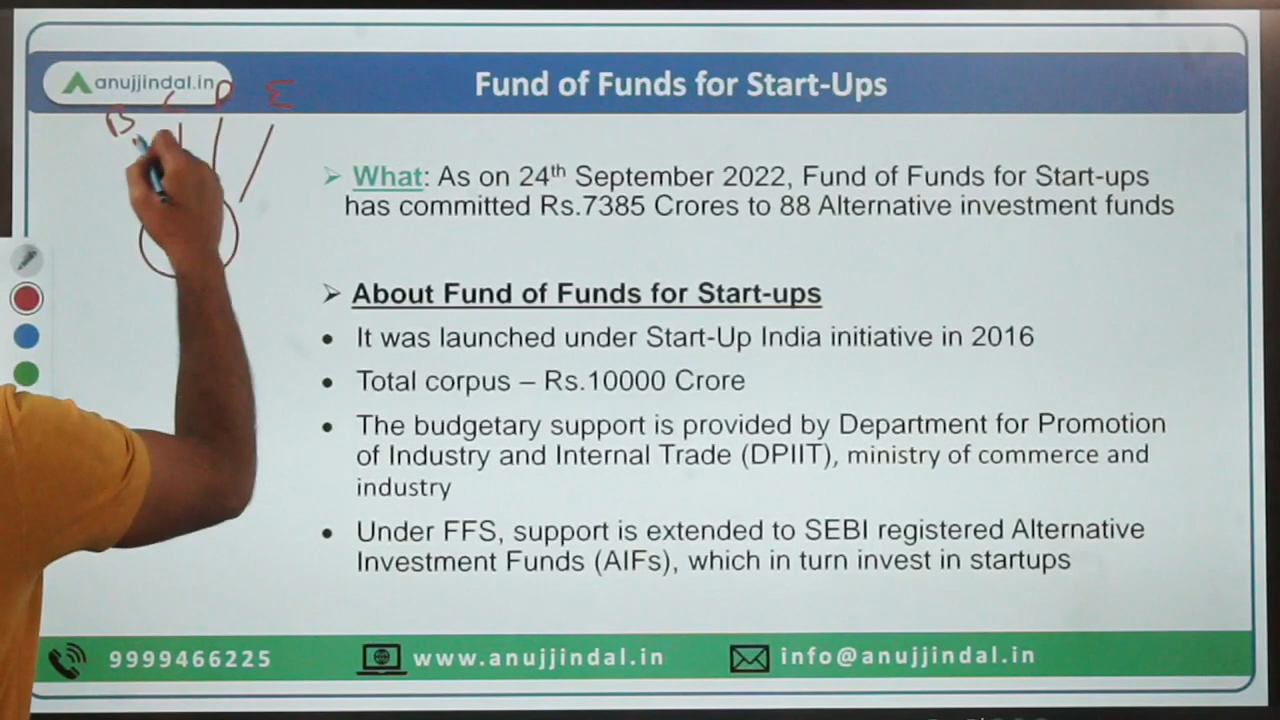 anujjindal.in
Fund of Funds for Start-Ups
B C D E
➢ What: As on 24th September 2022, Fund of Funds for Start-ups
has committed Rs.7385 Crores to 88 Alternative investment funds
➢ About Fund of Funds for Start-ups
• It was launched under Start-Up India initiative in 2016
• Total corpus – Rs.10000 Crore
• The budgetary support is provided by Department for Promotion
of Industry and Internal Trade (DPIIT), ministry of commerce and
industry
• Under FFS, support is extended to SEBI registered Alternative
Investment Funds (AIFs), which in turn invest in startups
9999466225
www.anujjindal.in
info@anujjindal.in